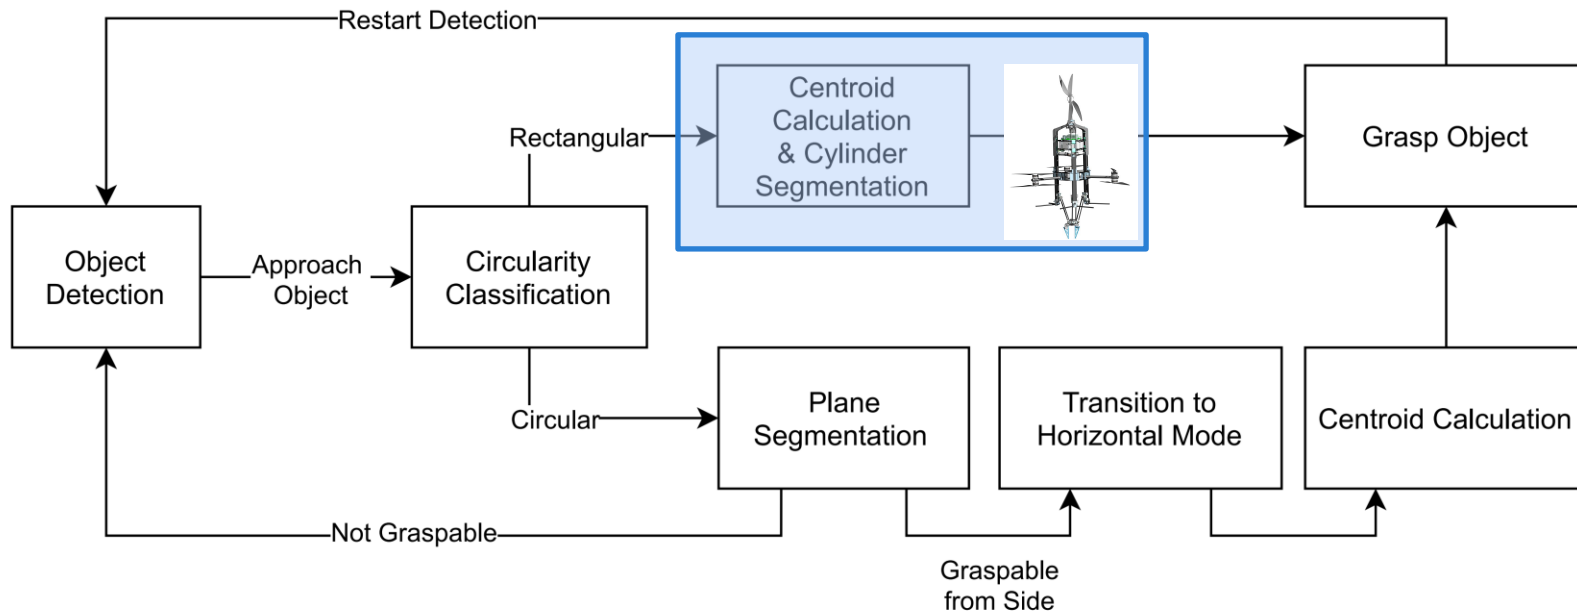 Restart Detection
Centroid
Calculation
& Cylinder
Segmentation
Rectangular
Grasp Object
Object
Detection
Approach
Object
Circularity
Classification
Circular
Plane
Segmentation
Transition to
Horizontal Mode
Centroid Calculation
Not Graspable
Graspable
from Side